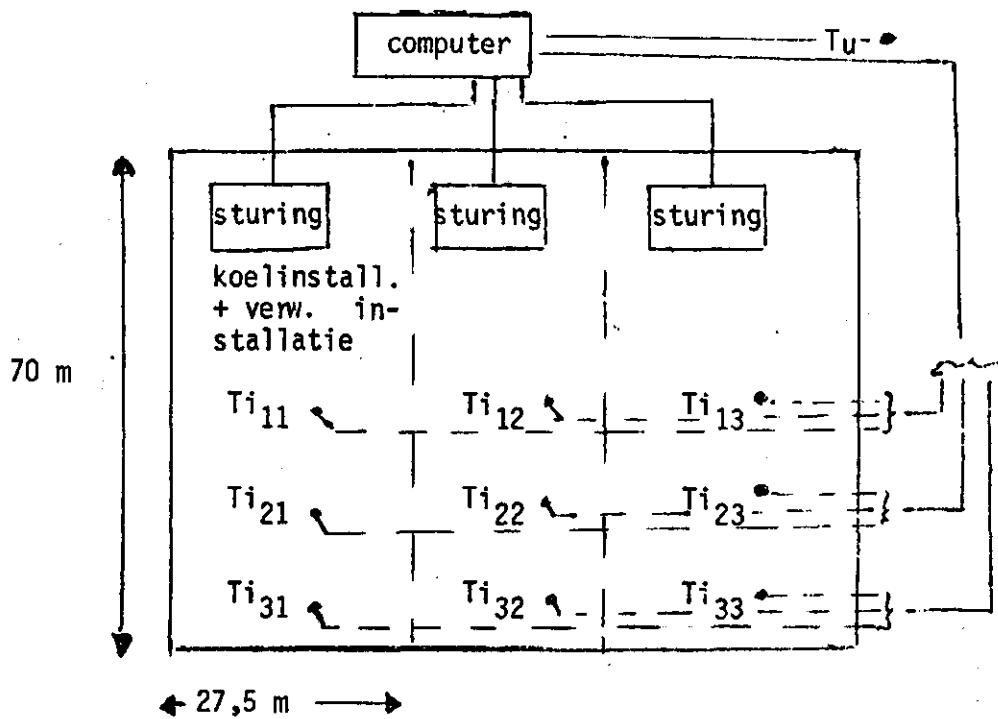 computer
Tu
sturing sturing sturing
koelinstall.
+ verw. in-
stallatie
70 m
Ti11 Ti12 Ti13
Ti21 Ti22 Ti23
Ti31 Ti32 Ti33
27,5 m